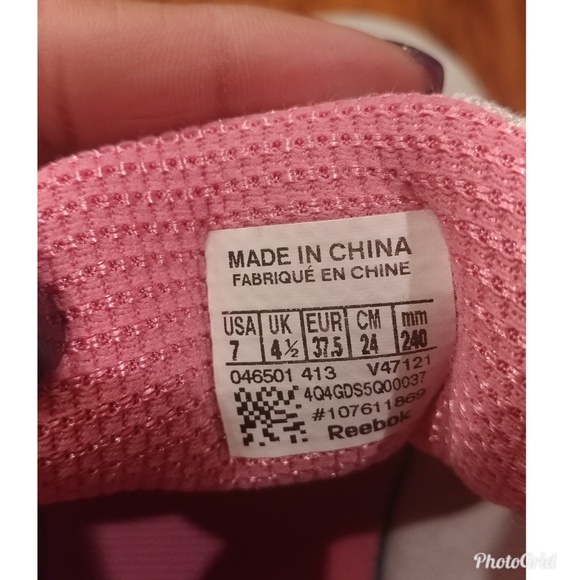 MADE IN CHINA
FABRIQUÉ EN CHINE
USA UK EUR CM mm
7 4½ 37.5 24 240
046501 413 V47121
4Q4GDS5Q00037
#107611869
Reebok
PhotoGrid